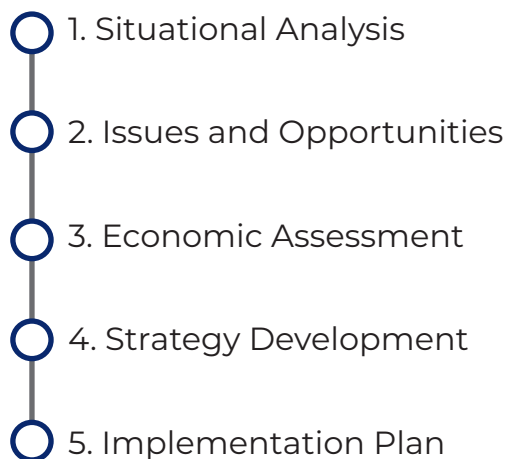 1. Situational Analysis
2. Issues and Opportunities
3. Economic Assessment
4. Strategy Development
5. Implementation Plan